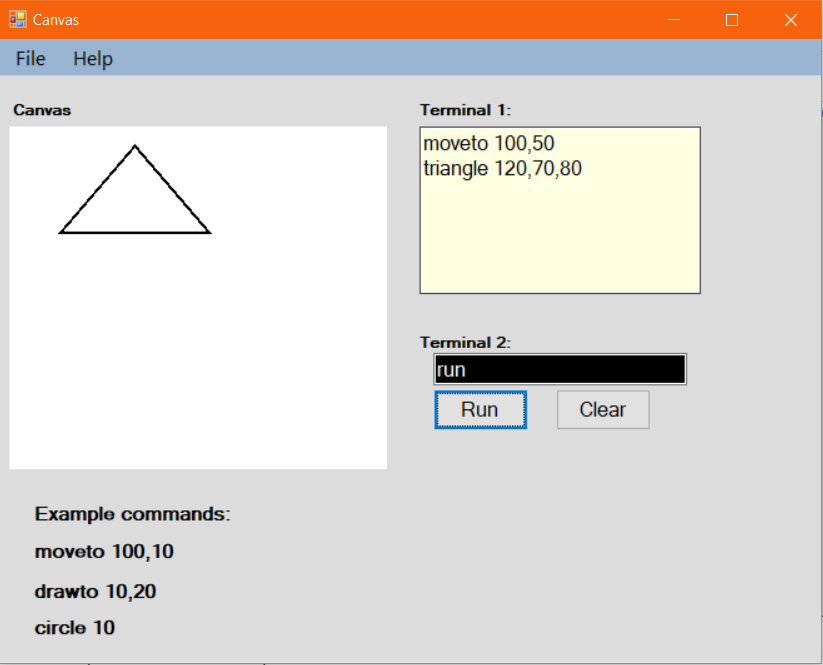 Canvas
File Help
Canvas
Terminal 1:
moveto 100,50
triangle 120,70,80
Terminal 2:
run
Run Clear
Example commands:
moveto 100,10
drawto 10,20
circle 10